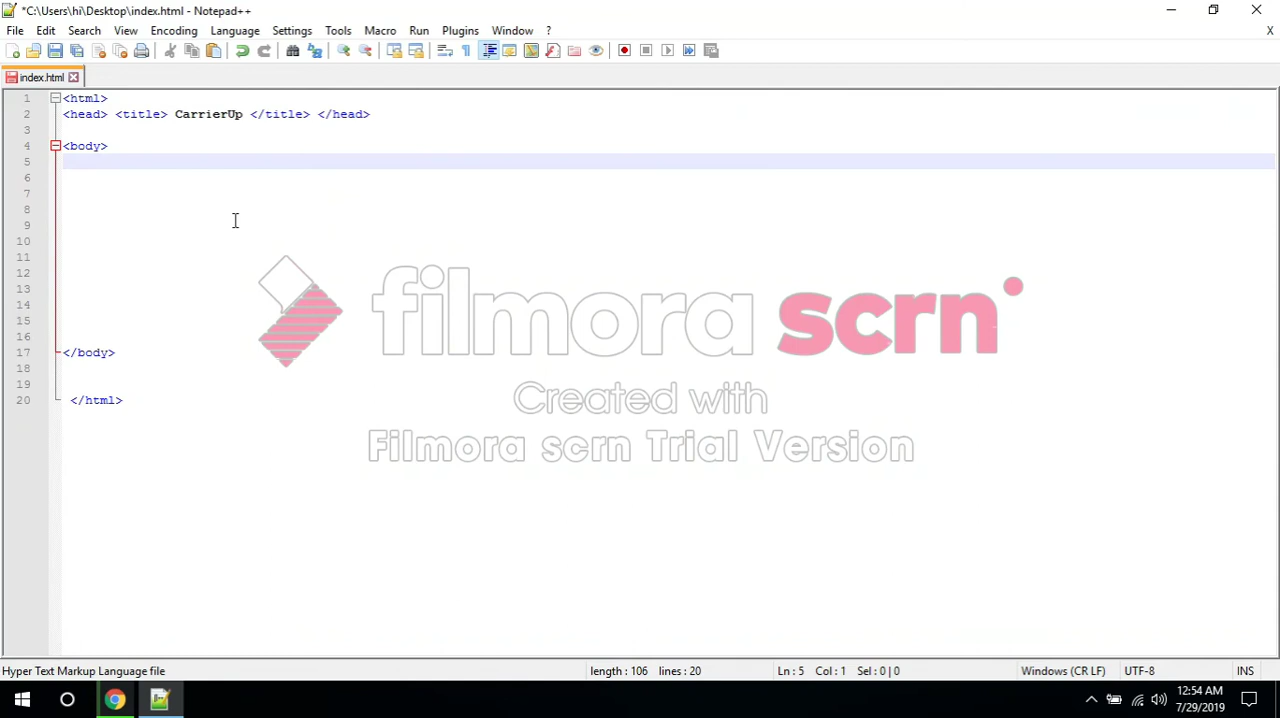 *C:\Users\hi\Desktop\index.html - Notepad++
File Edit Search View Encoding Language Settings Tools Macro Run Plugins Window ? X
index.html
1 <html>
2 <head> <title> CarrierUp </title> </head>
3
4 <body>
5
6
7
8
9
10
11
12
13
14
15
16
17 </body>
18
19
20 </html>
filmora scrn
Created with
Filmora scrn Trial Version
Hyper Text Markup Language file length : 106 lines : 20 Ln : 5 Col : 1 Sel : 0 | 0 Windows (CR LF) UTF-8 INS
12:54 AM
7/29/2019